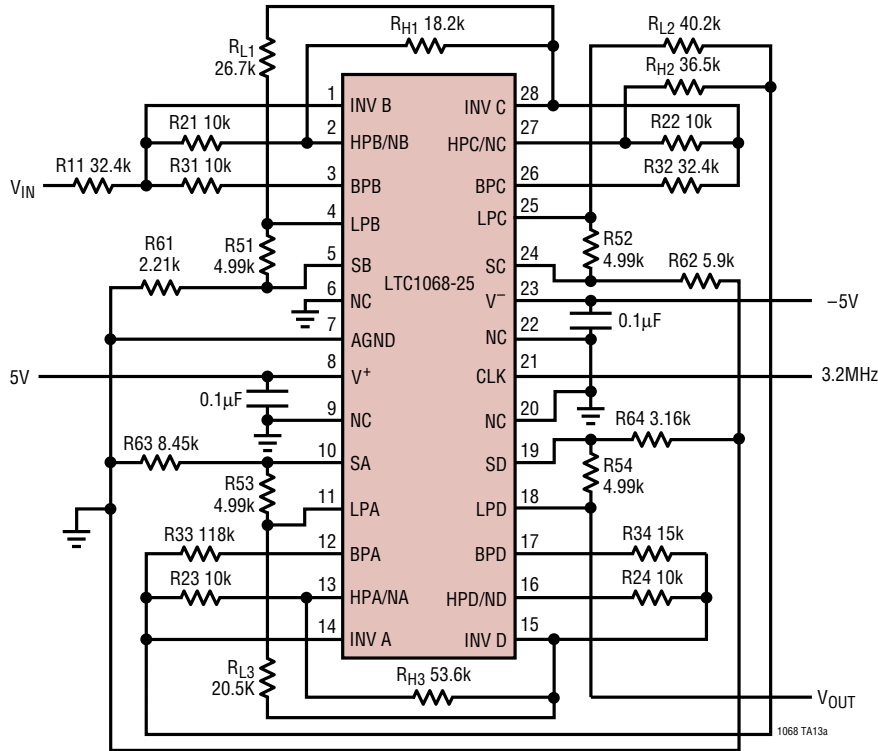 RH1 18.2k
RL1
26.7k
RL2 40.2k
RH2 36.5k
1
INV B
INV C
28
R21 10k
2
HPB/NB
HPC/NC
27
R22 10k
R11 32.4k
VIN
R31 10k
3
BPB
BPC
26
R32 32.4k
4
LPB
LPC
25
R51
4.99k
R52
4.99k
R61
2.21k
5
SB
SC
24
R62 5.9k
LTC1068-25
6
NC
V–
23
–5V
0.1µF
7
AGND
NC
22
5V
8
V+
CLK
21
3.2MHz
0.1µF
9
NC
NC
20
R64 3.16k
R63 8.45k
10
SA
SD
19
R53
4.99k
R54
4.99k
11
LPA
LPD
18
R33 118k
12
BPA
BPD
17
R34 15k
R23 10k
13
HPA/NA
HPD/ND
16
R24 10k
14
INV A
INV D
15
RL3
20.5K
RH3 53.6k
VOUT
1068 TA13a